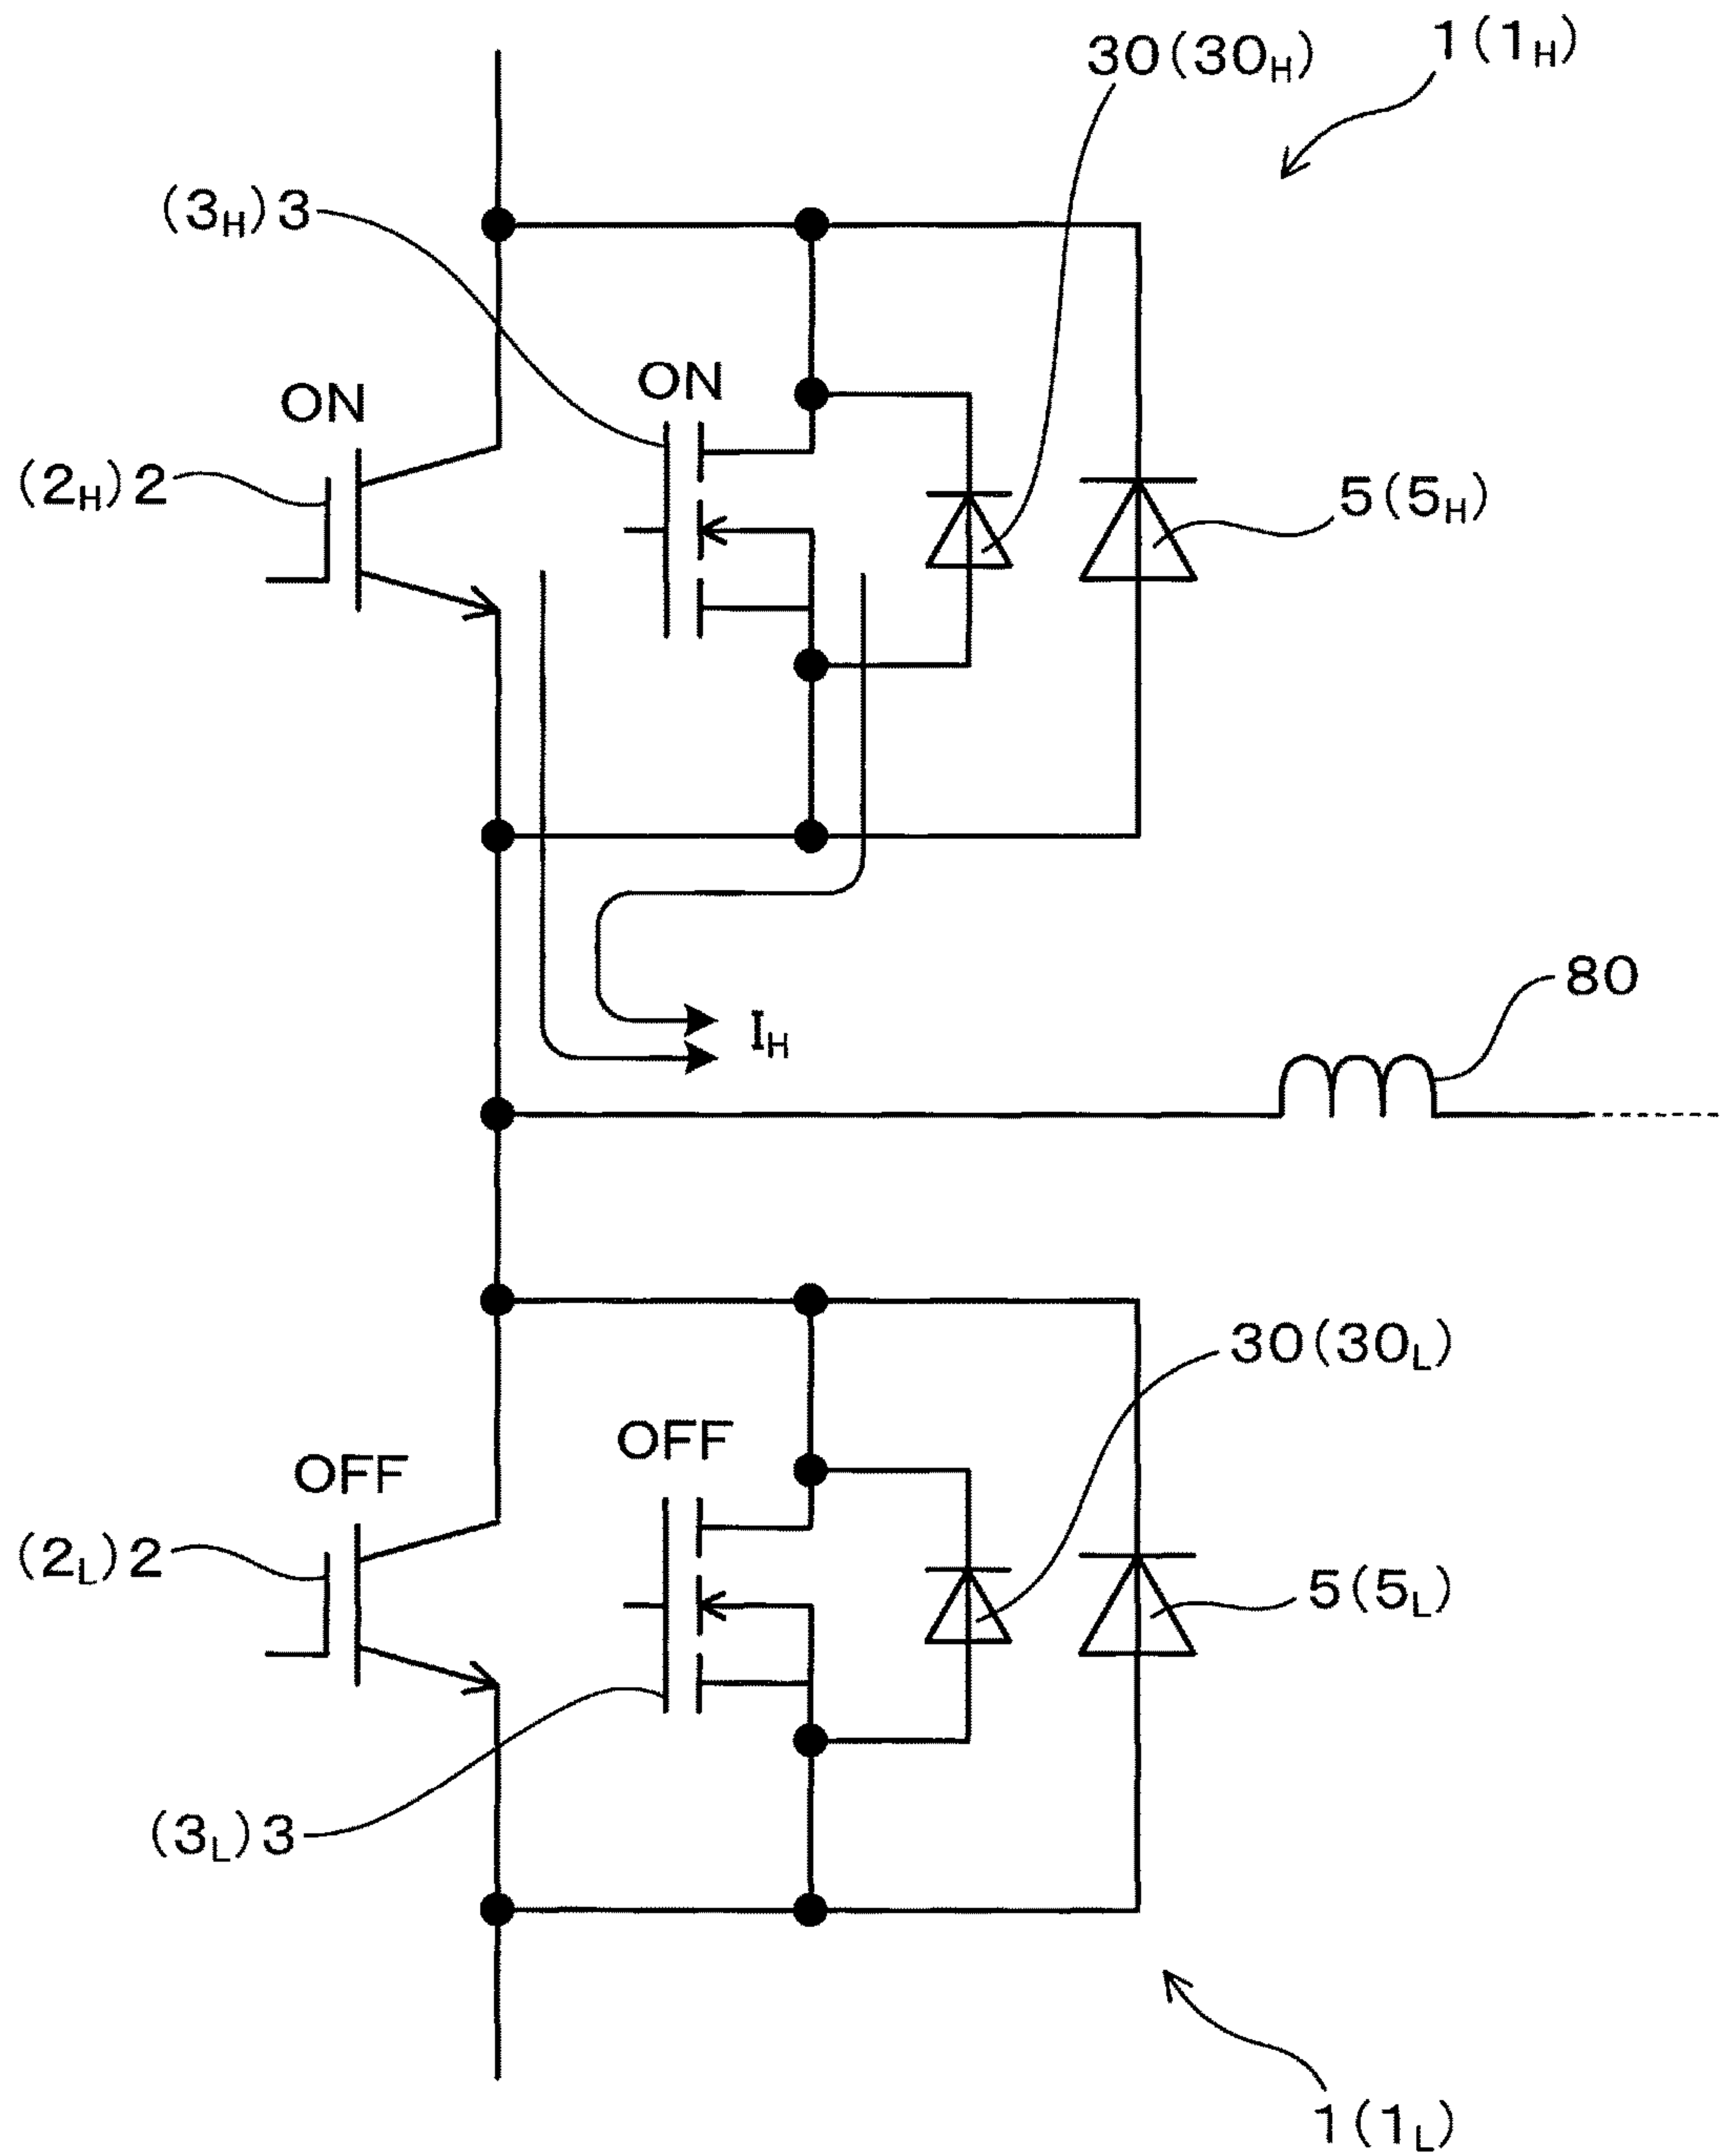 1(1H)
30(30H)
(3H)3
ON
ON
(2H)2
5(5H)
80
IH
30(30L)
OFF
OFF
(2L)2
5(5L)
(3L)3
1(1L)